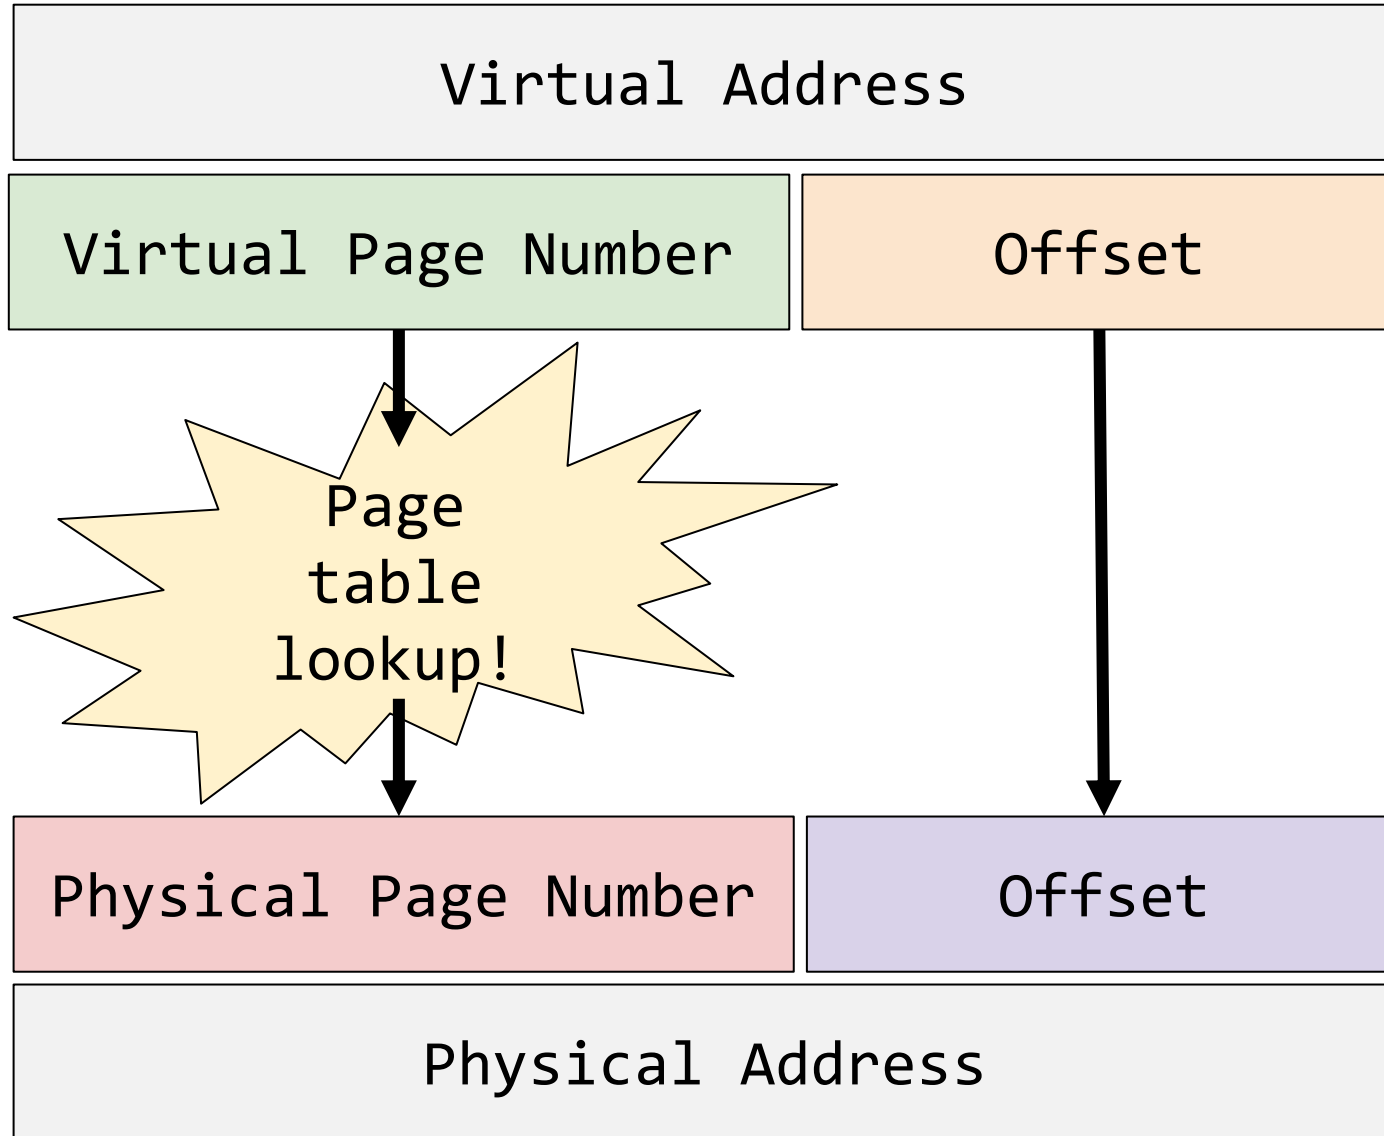 Virtual Address
Virtual Page Number
Offset
Page
table
lookup!
Physical Page Number
Offset
Physical Address